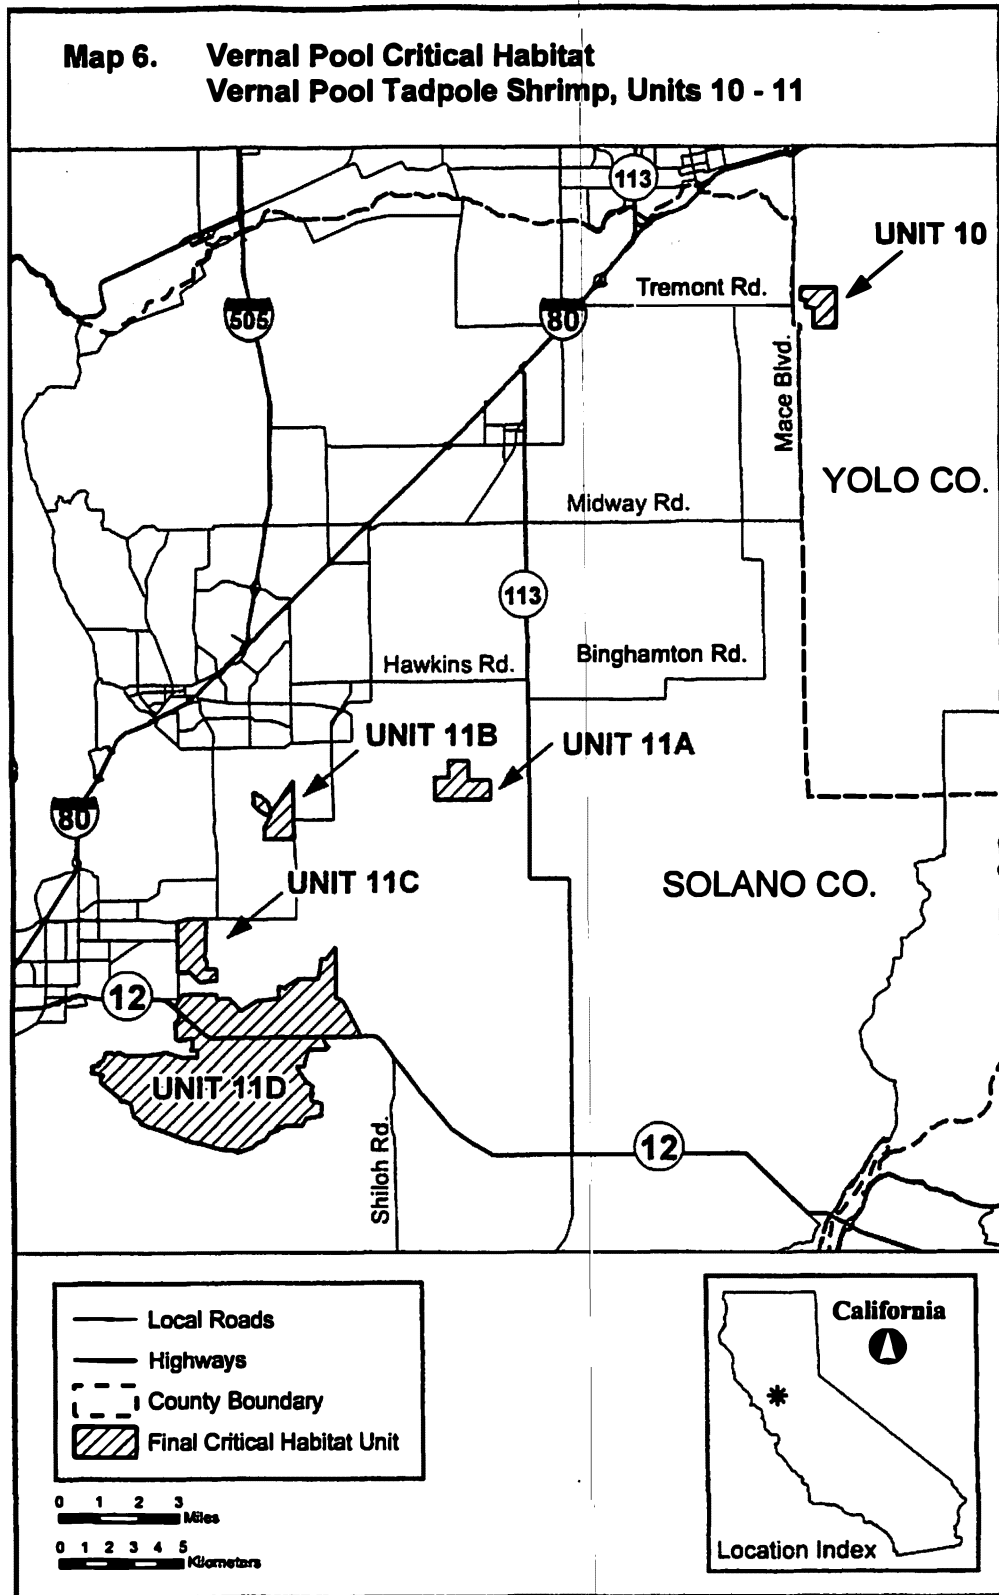 Map 6. Vernal Pool Critical Habitat
Vernal Pool Tadpole Shrimp, Units 10 - 11
113
UNIT 10
Tremont Rd.
505
80
Mace Blvd.
YOLO CO.
Midway Rd.
113
Hawkins Rd.
Binghamton Rd.
UNIT 11B
UNIT 11A
80
UNIT 11C
SOLANO CO.
12
UNIT 11D
Shiloh Rd.
12
Local Roads
Highways
County Boundary
Final Critical Habitat Unit
0 1 2 3
Miles
0 1 2 3 4 5
Kilometers
California
Location Index